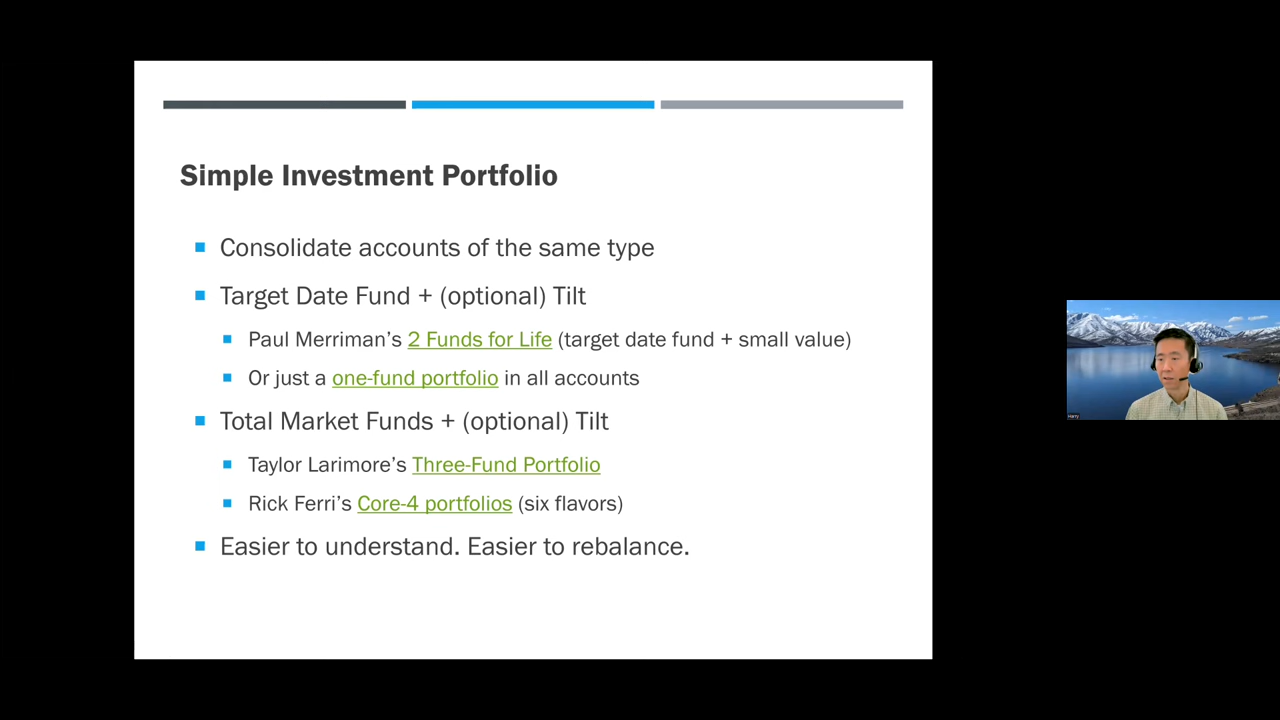 Simple Investment Portfolio
Consolidate accounts of the same type
Target Date Fund + (optional) Tilt
Paul Merriman's 2 Funds for Life (target date fund + small value)
Or just a one-fund portfolio in all accounts
Total Market Funds + (optional) Tilt
Taylor Larimore's Three-Fund Portfolio
Rick Ferri's Core-4 portfolios (six flavors)
Easier to understand. Easier to rebalance.
Harry